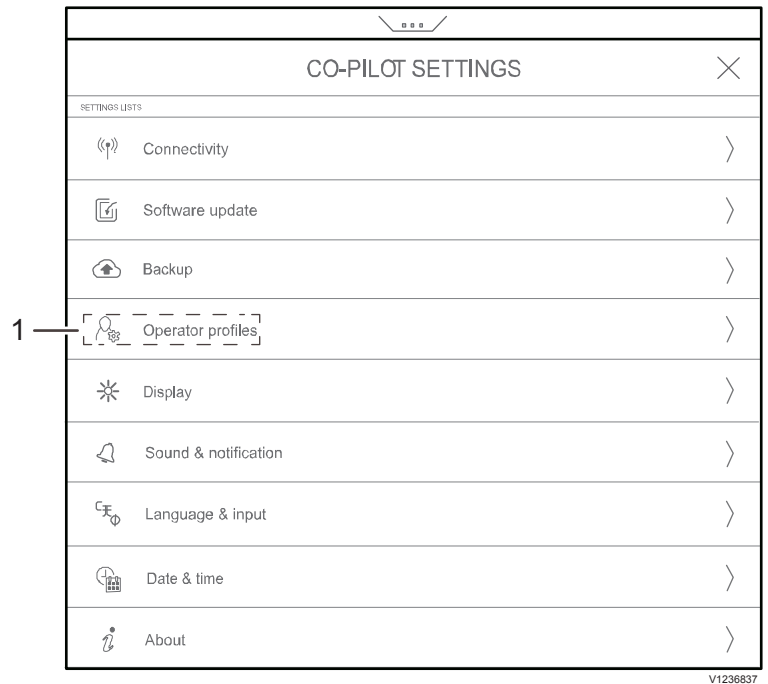 CO-PILOT SETTINGS
SETTINGS LISTS
Connectivity
Software update
Backup
1
Operator profiles
Display
Sound & notification
Language & input
Date & time
About
V1236837